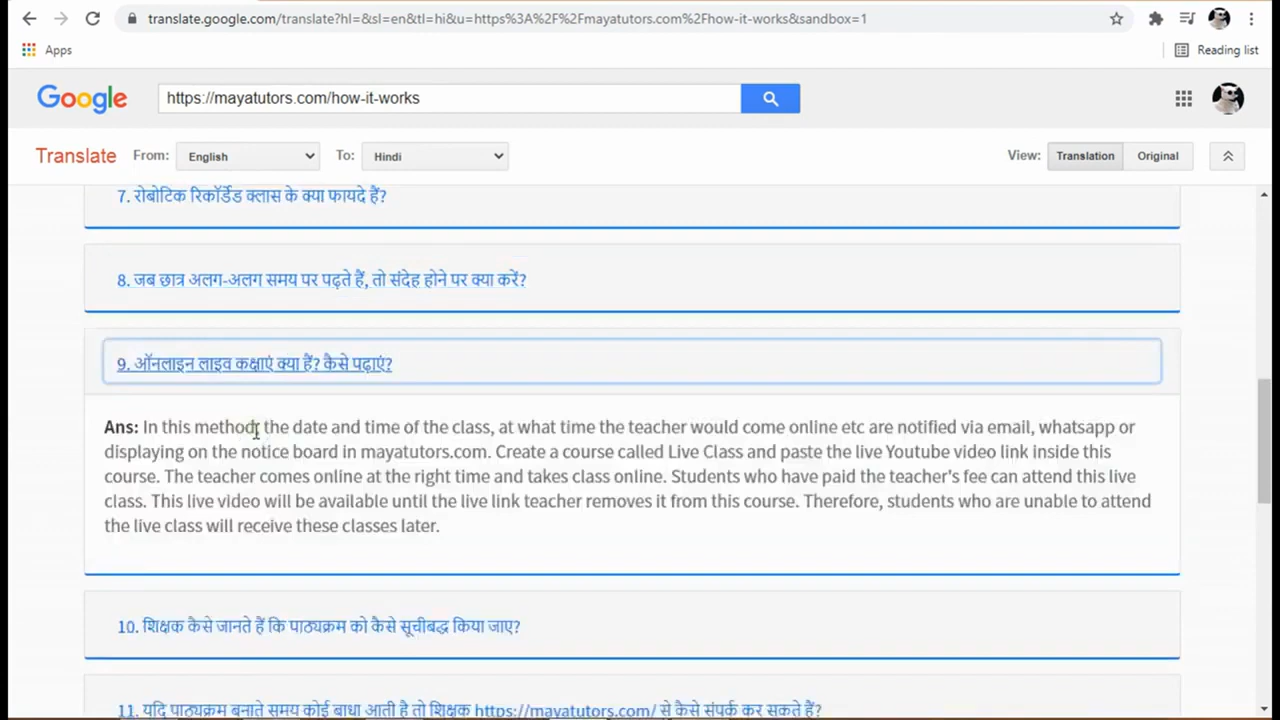 translate.google.com/translate?hl=&sl=en&tl=hi&u=https%3A%2F%2Fmayatutors.com%2Fhow-it-works&sandbox=1
Apps
Reading list
Google
https://mayatutors.com/how-it-works
Translate
From:
English
To:
Hindi
View:
Translation
Original
7. रोबोटिक रिकॉर्डेड क्लास के क्या फायदे हैं?
8. जब छात्र अलग-अलग समय पर पढ़ते हैं, तो संदेह होने पर क्या करें?
9. ऑनलाइन लाइव कक्षाएं क्या हैं? कैसे पढ़ाएं?
Ans: In this method, the date and time of the class, at what time the teacher would come online etc are notified via email, whatsapp or
displaying on the notice board in mayatutors.com. Create a course called Live Class and paste the live Youtube video link inside this
course. The teacher comes online at the right time and takes class online. Students who have paid the teacher's fee can attend this live
class. This live video will be available until the live link teacher removes it from this course. Therefore, students who are unable to attend
the live class will receive these classes later.
10. शिक्षक कैसे जानते हैं कि पाठ्यक्रम को कैसे सूचीबद्ध किया जाए?
11. यदि पाठ्यक्रम बनाते समय कोई बाधा आती है तो शिक्षक https://mayatutors.com/ से कैसे संपर्क कर सकते हैं?